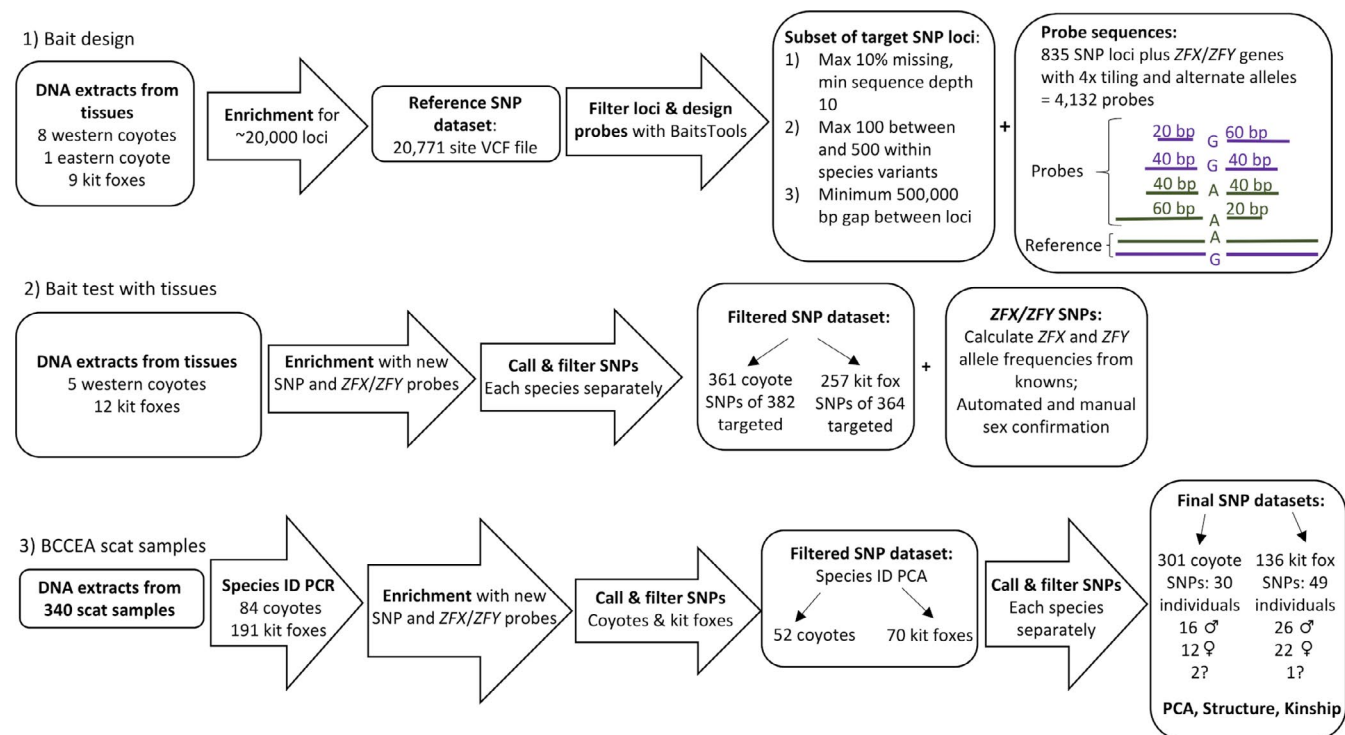 1) Bait design
DNA extracts from
tissues
8 western coyotes
1 eastern coyote
9 kit foxes
Enrichment for
~20,000 loci
Reference SNP
dataset:
20,771 site VCF file
Filter loci & design
probes with BaitsTools
Subset of target SNP loci:
1) Max 10% missing,
min sequence depth
10
2) Max 100 between
and 500 within
species variants
3) Minimum 500,000
bp gap between loci
+
Probe sequences:
835 SNP loci plus ZFX/ZFY genes
with 4x tiling and alternate alleles
= 4,132 probes
Probes
20 bp G 60 bp
40 bp G 40 bp
40 bp A 40 bp
60 bp A 20 bp
Reference
A
G
2) Bait test with tissues
DNA extracts from tissues
5 western coyotes
12 kit foxes
Enrichment with new
SNP and ZFX/ZFY probes
Call & filter SNPs
Each species separately
Filtered SNP dataset:
361 coyote
SNPs of 382
targeted
257 kit fox
SNPs of 364
targeted
+
ZFX/ZFY SNPs:
Calculate ZFX and ZFY
allele frequencies from
knowns;
Automated and manual
sex confirmation
3) BCCEA scat samples
DNA extracts from
340 scat samples
Species ID PCR
84 coyotes
191 kit foxes
Enrichment with new
SNP and ZFX/ZFY probes
Call & filter SNPs
Coyotes & kit foxes
Filtered SNP dataset:
Species ID PCA
52 coyotes
70 kit foxes
Call & filter SNPs
Each species
separately
Final SNP datasets:
301 coyote
SNPs: 30
individuals
16 ♂
12 ♀
2?
136 kit fox
SNPs: 49
individuals
26 ♂
22 ♀
1?
PCA, Structure, Kinship